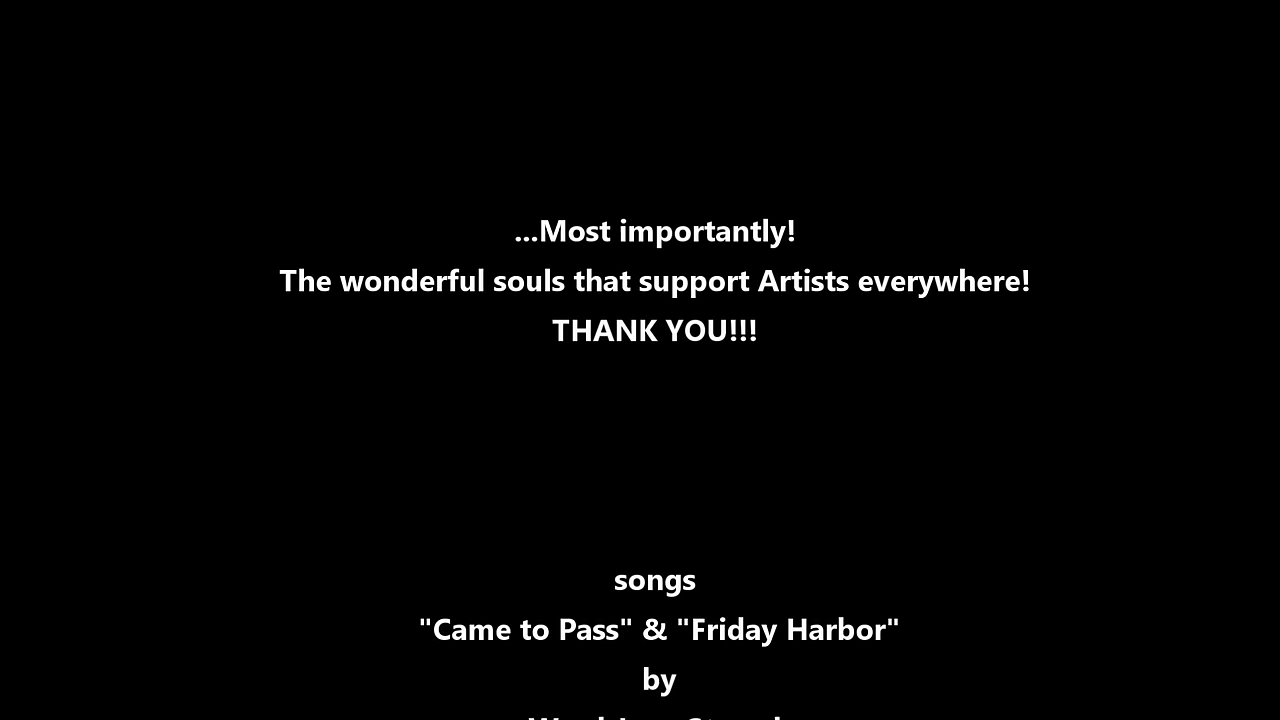 ...Most importantly!
The wonderful souls that support Artists everywhere!
THANK YOU!!!
songs
"Came to Pass" & "Friday Harbor"
by